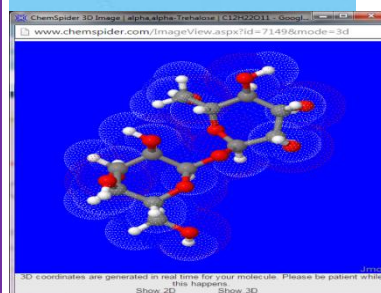 ChemSpider 3D Image | alpha,alpha-Trehalose | C12H22O11 - Googl...
www.chemspider.com/ImageView.aspx?id=7149&mode=3d
Jmol
3D coordinates are generated in real time for your molecule. Please be patient while
this happens.
Show 2D Show 3D